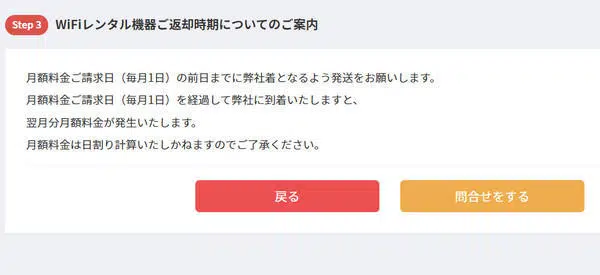 Step 3 WiFiレンタル機器ご返却時期についてのご案内
月額料金ご請求日（毎月1日）の前日までに弊社着となるよう発送をお願いします。
月額料金ご請求日（毎月1日）を経過して弊社に到着いたしますと、
翌月分月額料金が発生いたします。
月額料金は日割り計算いたしかねますのでご了承ください。
戻る 問合せをする